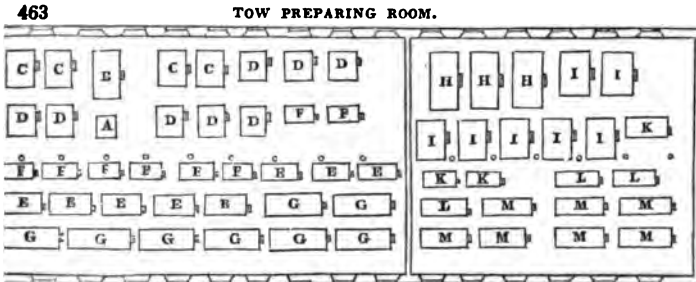 463 TOW PREPARING ROOM.
C C E C C D D D H H H I I
D D A D D D F F I I I I I K
F F F F F F E E E K K L L
E E E E E G G L M M M
G G G G G G M M M M